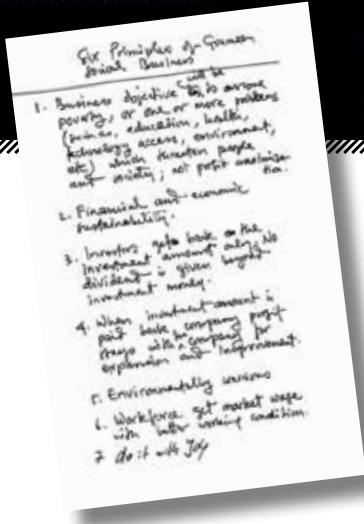 Six Principles of Grameen
Social Business
1. Business objective will be to overcome
poverty, or one or more problems
(such as, education, health,
technology access, environment,
etc) which threaten people
and society; not profit maximisa
tion.
2. Financial and economic
sustainability.
3. Investors get back the
investment amount only. No
dividend is given beyond
investment money.
4. When investment amount is
paid back company profit
stays with company for
expansion and improvement.
5. Environmentally
6. Workforce get market wage
with better working condition.
7 do it with Joy